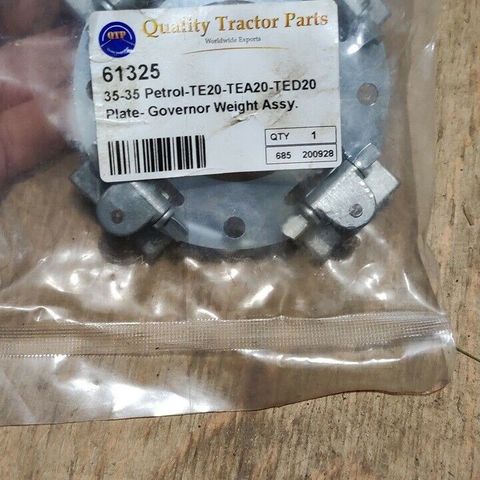 QTP
Quality Tractor Parts
Worldwide Exports
61325
35-35 Petrol-TE20-TEA20-TED20
Plate- Governor Weight Assy.
QTY 1
685 200928